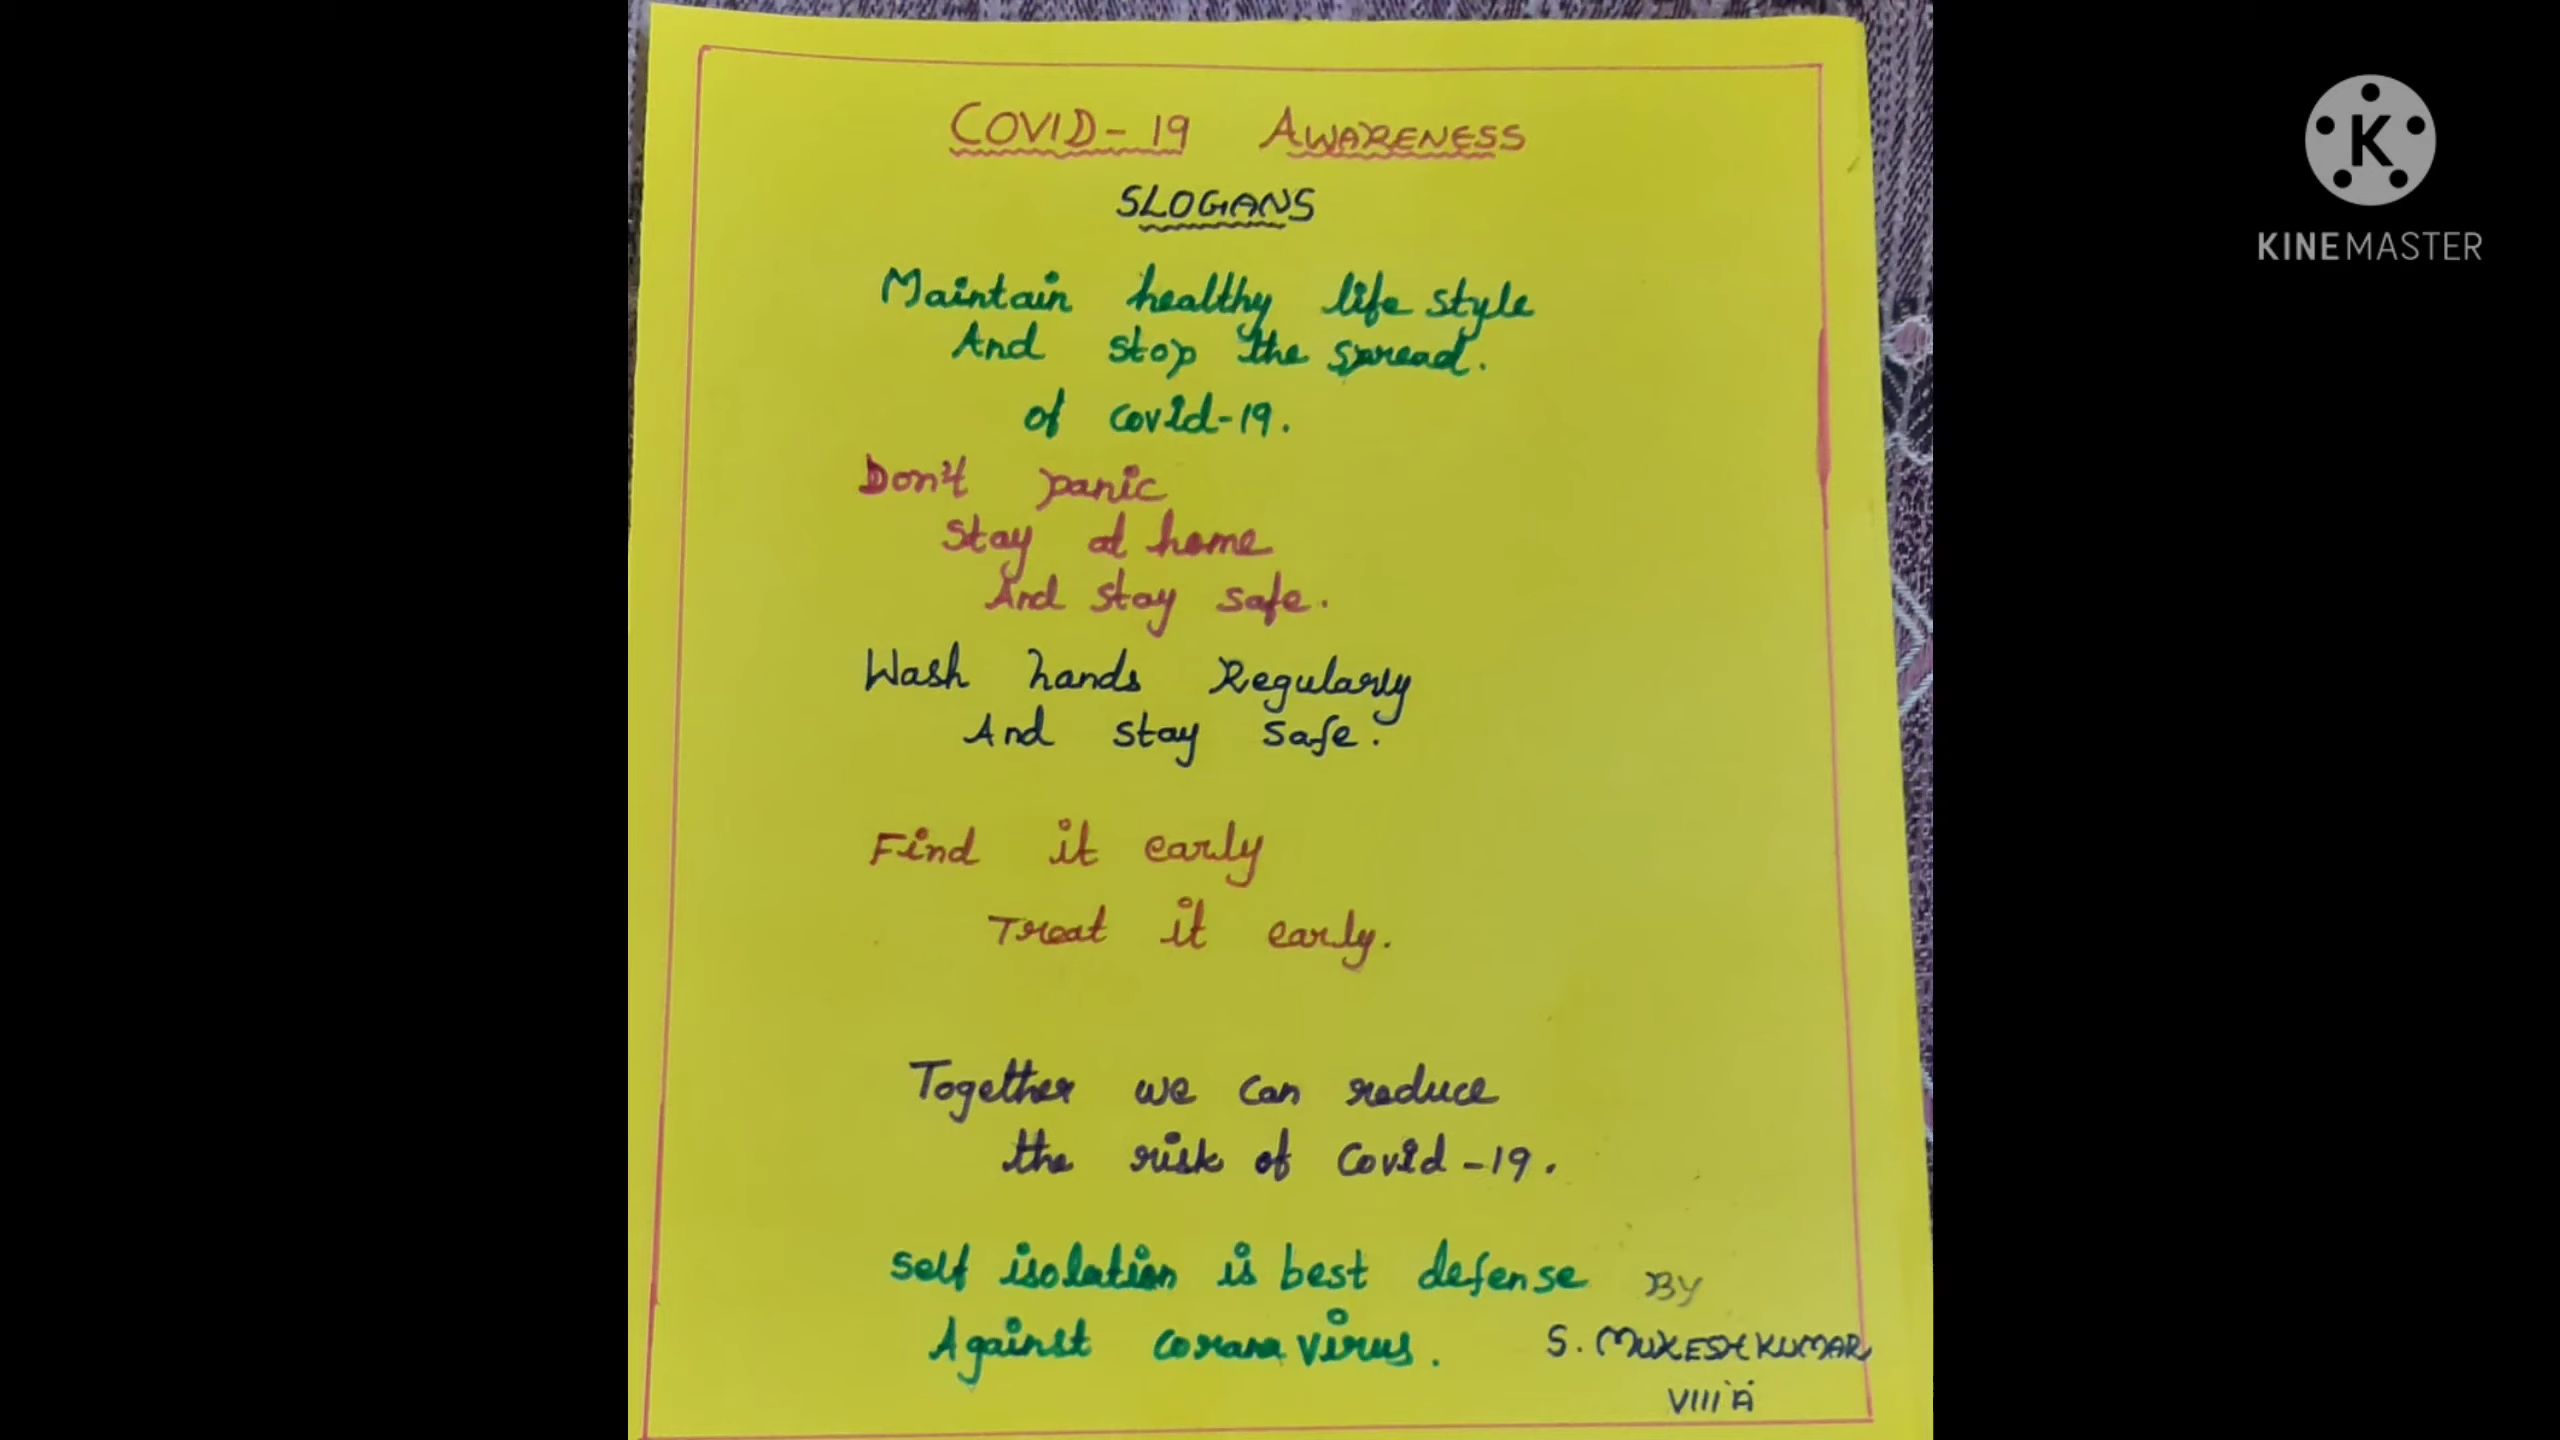 COVID-19 AWARENESS
SLOGANS
Maintain healthy life style
And stop the spread.
of covid-19.
Don't panic
Stay at home
And stay safe.
Wash hands Regularly
And stay safe.
Find it early
Treat it early.
Together we can reduce
the risk of Covid-19.
Self isolation is best defense
Against corana virus.
BY
S. MUKESH KUMAR
VIII 'A'
KINEMASTER